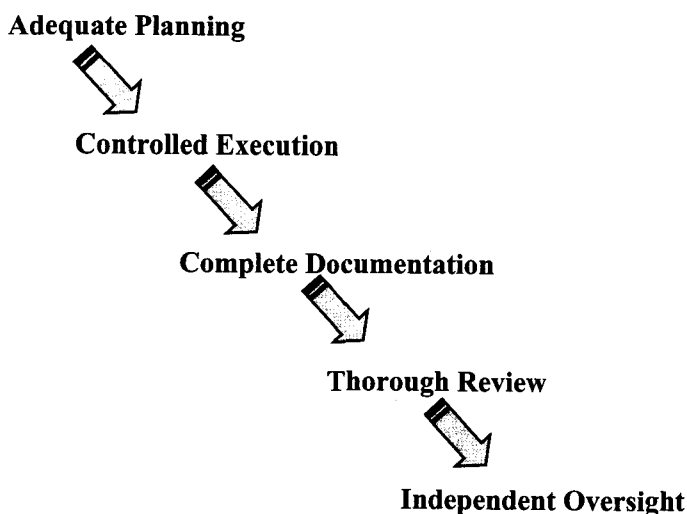 Adequate Planning
Controlled Execution
Complete Documentation
Thorough Review
Independent Oversight